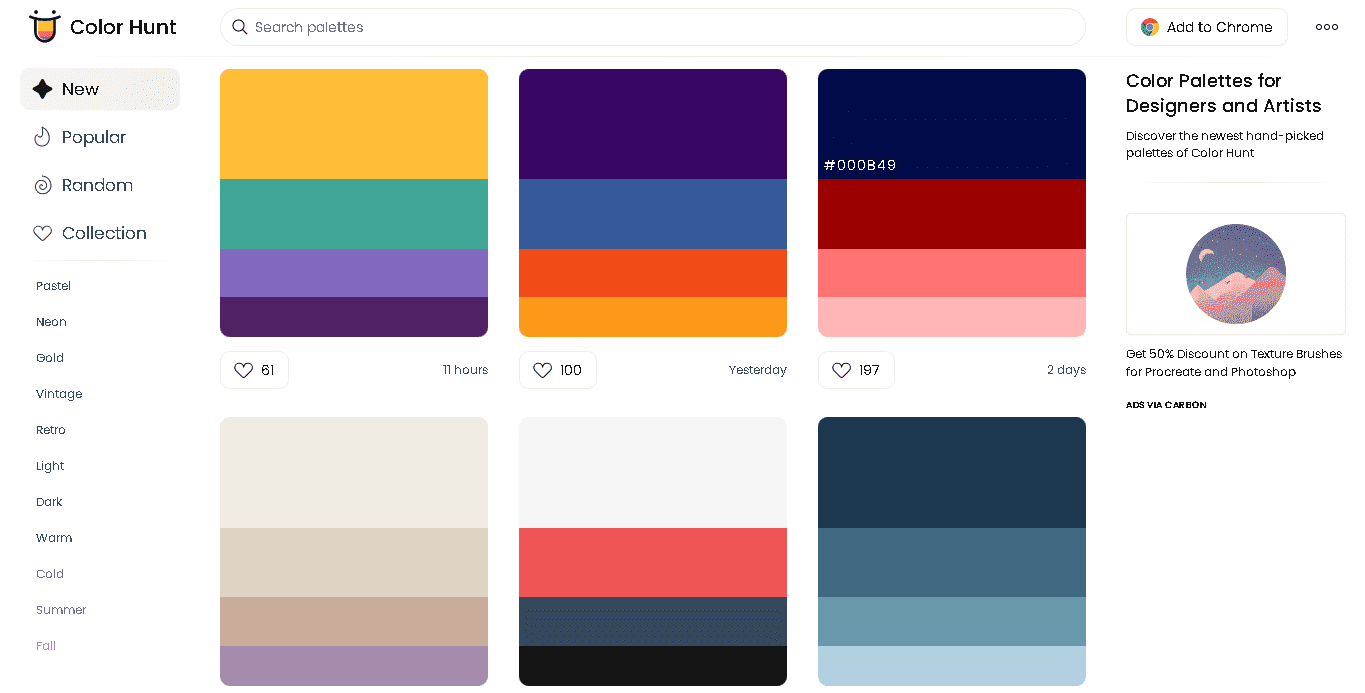 Color Hunt
Search palettes
Add to Chrome
New
Popular
Random
Collection
Pastel
Neon
Gold
Vintage
Retro
Light
Dark
Warm
Cold
Summer
Fall
#000B49
61
11 hours
100
Yesterday
197
2 days
Color Palettes for
Designers and Artists
Discover the newest hand-picked
palettes of Color Hunt
Get 50% Discount on Texture Brushes
for Procreate and Photoshop
ADS VIA CARBON